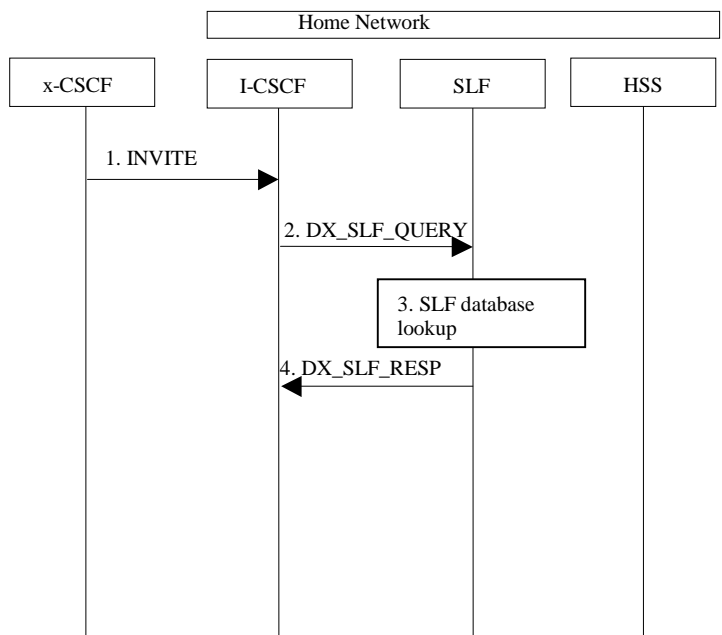 Home Network
x-CSCF
I-CSCF
SLF
HSS
1. INVITE
2. DX_SLF_QUERY
3. SLF database
lookup
4. DX_SLF_RESP